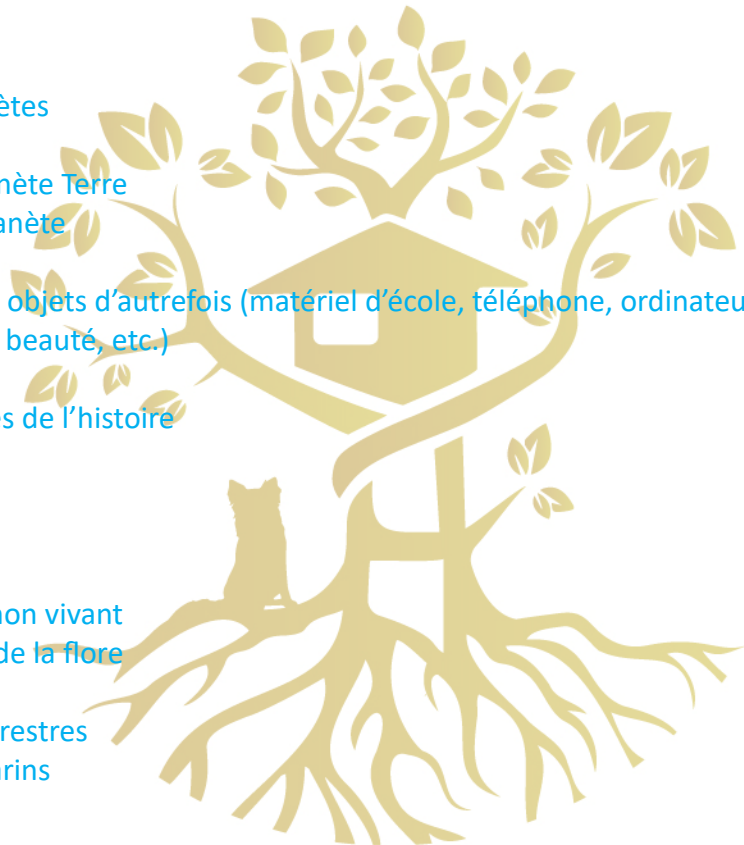 ètes
nète Terre
anète
objets d’autrefois (matériel d’école, téléphone, ordinateu
beauté, etc.)
es de l’histoire
non vivant
de la flore
restres
arins